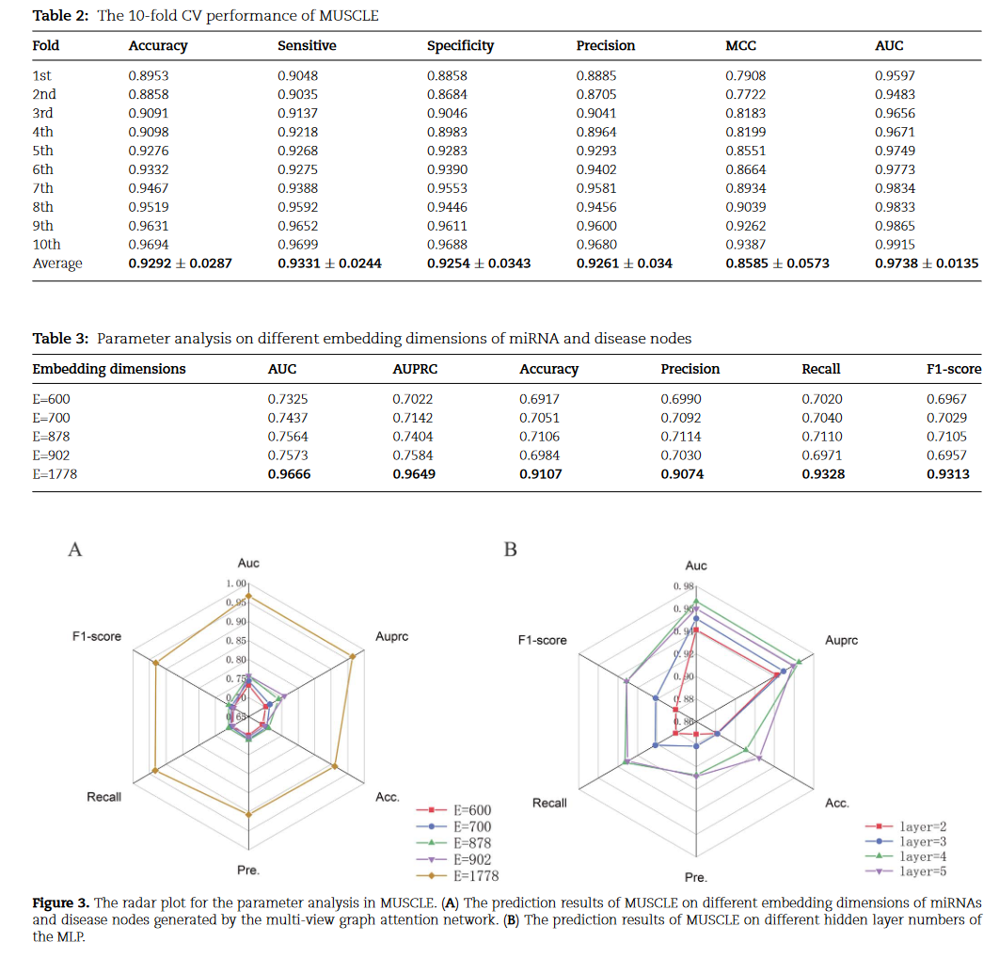 Table 2: The 10-fold CV performance of MUSCLE
Fold Accuracy Sensitive Specificity Precision MCC AUC
1st 0.8953 0.9048 0.8858 0.8885 0.7908 0.9597
2nd 0.8858 0.9035 0.8684 0.8705 0.7722 0.9483
3rd 0.9091 0.9137 0.9046 0.9041 0.8183 0.9656
4th 0.9098 0.9218 0.8983 0.8964 0.8199 0.9671
5th 0.9276 0.9268 0.9283 0.9293 0.8551 0.9749
6th 0.9332 0.9275 0.9390 0.9402 0.8664 0.9773
7th 0.9467 0.9388 0.9553 0.9581 0.8934 0.9834
8th 0.9519 0.9592 0.9446 0.9456 0.9039 0.9833
9th 0.9631 0.9652 0.9611 0.9600 0.9262 0.9865
10th 0.9694 0.9699 0.9688 0.9680 0.9387 0.9915
Average 0.9292 ± 0.0287 0.9331 ± 0.0244 0.9254 ± 0.0343 0.9261 ± 0.034 0.8585 ± 0.0573 0.9738 ± 0.0135
Table 3: Parameter analysis on different embedding dimensions of miRNA and disease nodes
Embedding dimensions AUC AUPRC Accuracy Precision Recall F1-score
E=600 0.7325 0.7022 0.6917 0.6990 0.7020 0.6967
E=700 0.7437 0.7142 0.7051 0.7092 0.7040 0.7029
E=878 0.7564 0.7404 0.7106 0.7114 0.7110 0.7105
E=902 0.7573 0.7584 0.6984 0.7030 0.6971 0.6957
E=1778 0.9666 0.9649 0.9107 0.9074 0.9328 0.9313
A
Auc
1.00
0.95
0.90
0.85
0.80
0.75
Auprc
Acc.
Pre.
Recall
F1-score
E=600
E=700
E=878
E=902
E=1778
B
Auc
0.98
0.96
0.94
0.92
0.90
0.88
0.86
Auprc
Acc.
Pre.
Recall
F1-score
layer=2
layer=3
layer=4
layer=5
Figure 3. The radar plot for the parameter analysis in MUSCLE. (A) The prediction results of MUSCLE on different embedding dimensions of miRNAs
and disease nodes generated by the multi-view graph attention network. (B) The prediction results of MUSCLE on different hidden layer numbers of
the MLP.